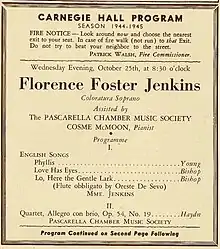 CARNEGIE HALL PROGRAM
SEASON 1944-1945
FIRE NOTICE — Look around now and choose the nearest
exit to your seat. In case of fire walk (not run) to that Exit.
Do not try to beat your neighbor to the street.
PATRICK WALSH, Fire Commissioner.
Wednesday Evening, October 25th, at 8:30 o'clock
Florence Foster Jenkins
Coloratura Soprano
Assisted by
The PASCARELLA CHAMBER MUSIC SOCIETY
COSME McMOON, Pianist
Programme
I.
ENGLISH SONGS:
Phyllis Young
Love Has Eyes Bishop
Lo, Here the Gentle Lark Bishop
(Flute obbligato by Oreste De Sevo)
MME. JENKINS
II.
Quartet, Allegro con brio, Op. 54, No. 19 Haydn
PASCARELLA CHAMBER MUSIC SOCIETY
Program Continued on Second Page Following